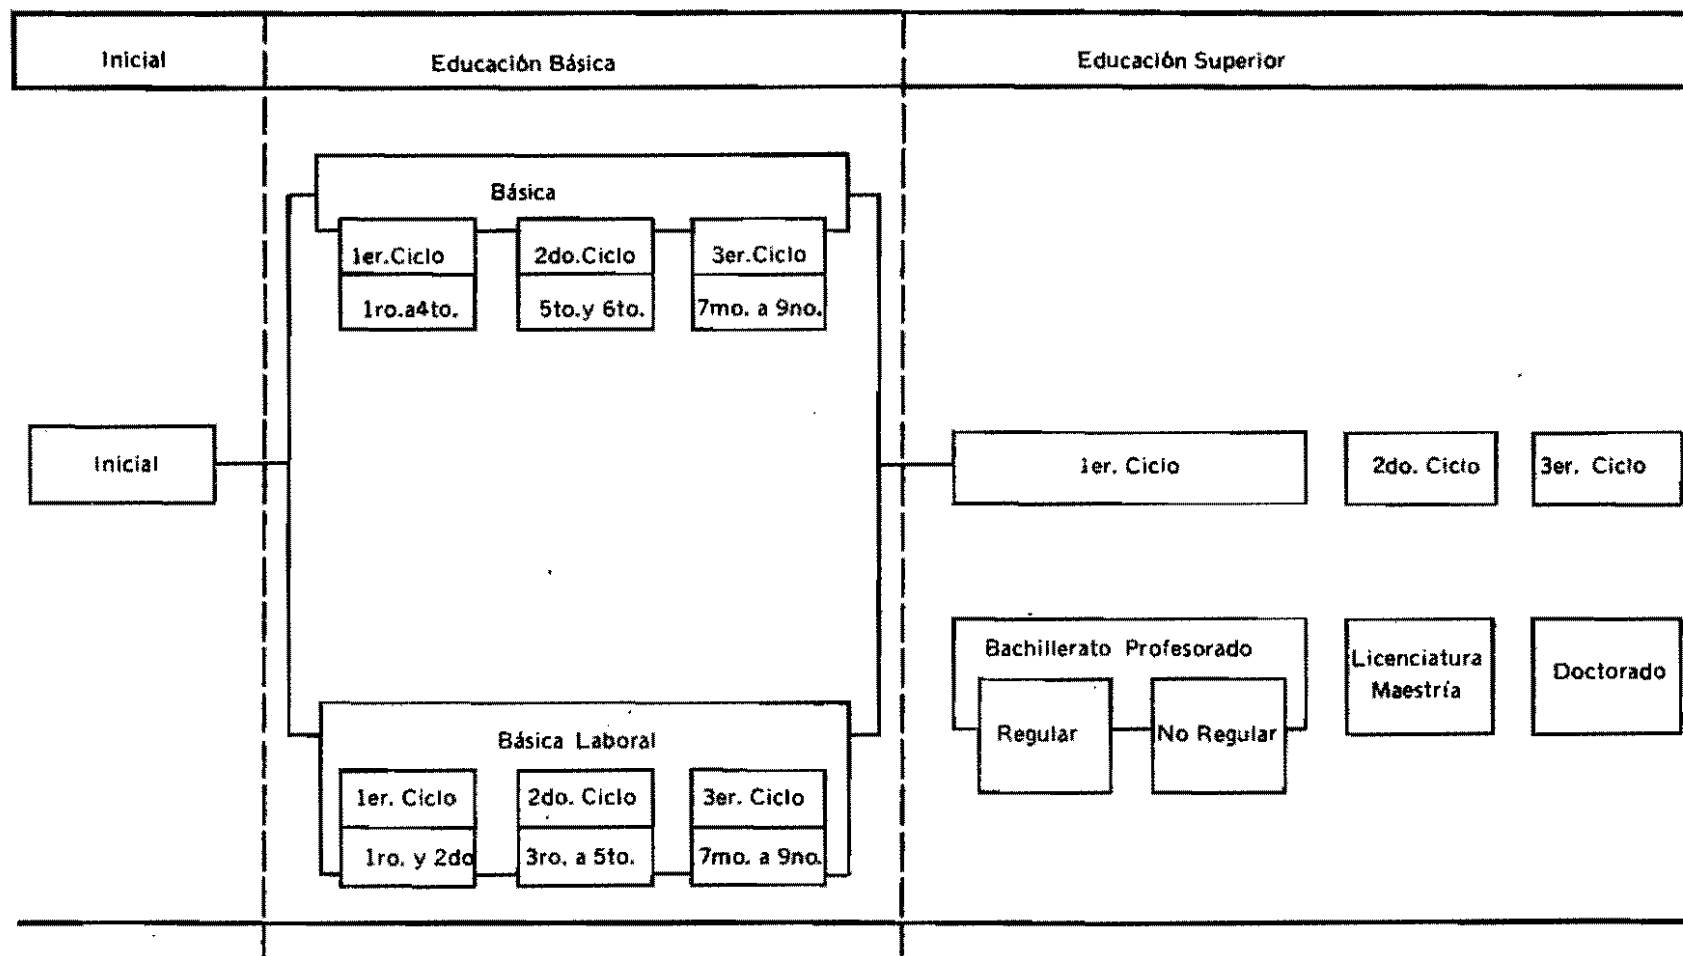 Inicial
Educación Básica
Educación Superior
Básica
1er.Ciclo
2do.Ciclo
3er.Ciclo
1ro.a4to.
5to.y 6to.
7mo. a 9no.
Inicial
1er. Ciclo
2do. Ciclo
3er. Ciclo
Básica Laboral
1er. Ciclo
2do. Ciclo
3er. Ciclo
1ro. y 2do
3ro. a 5to.
7mo. a 9no.
Bachillerato Profesorado
Regular
No Regular
Licenciatura
Maestría
Doctorado